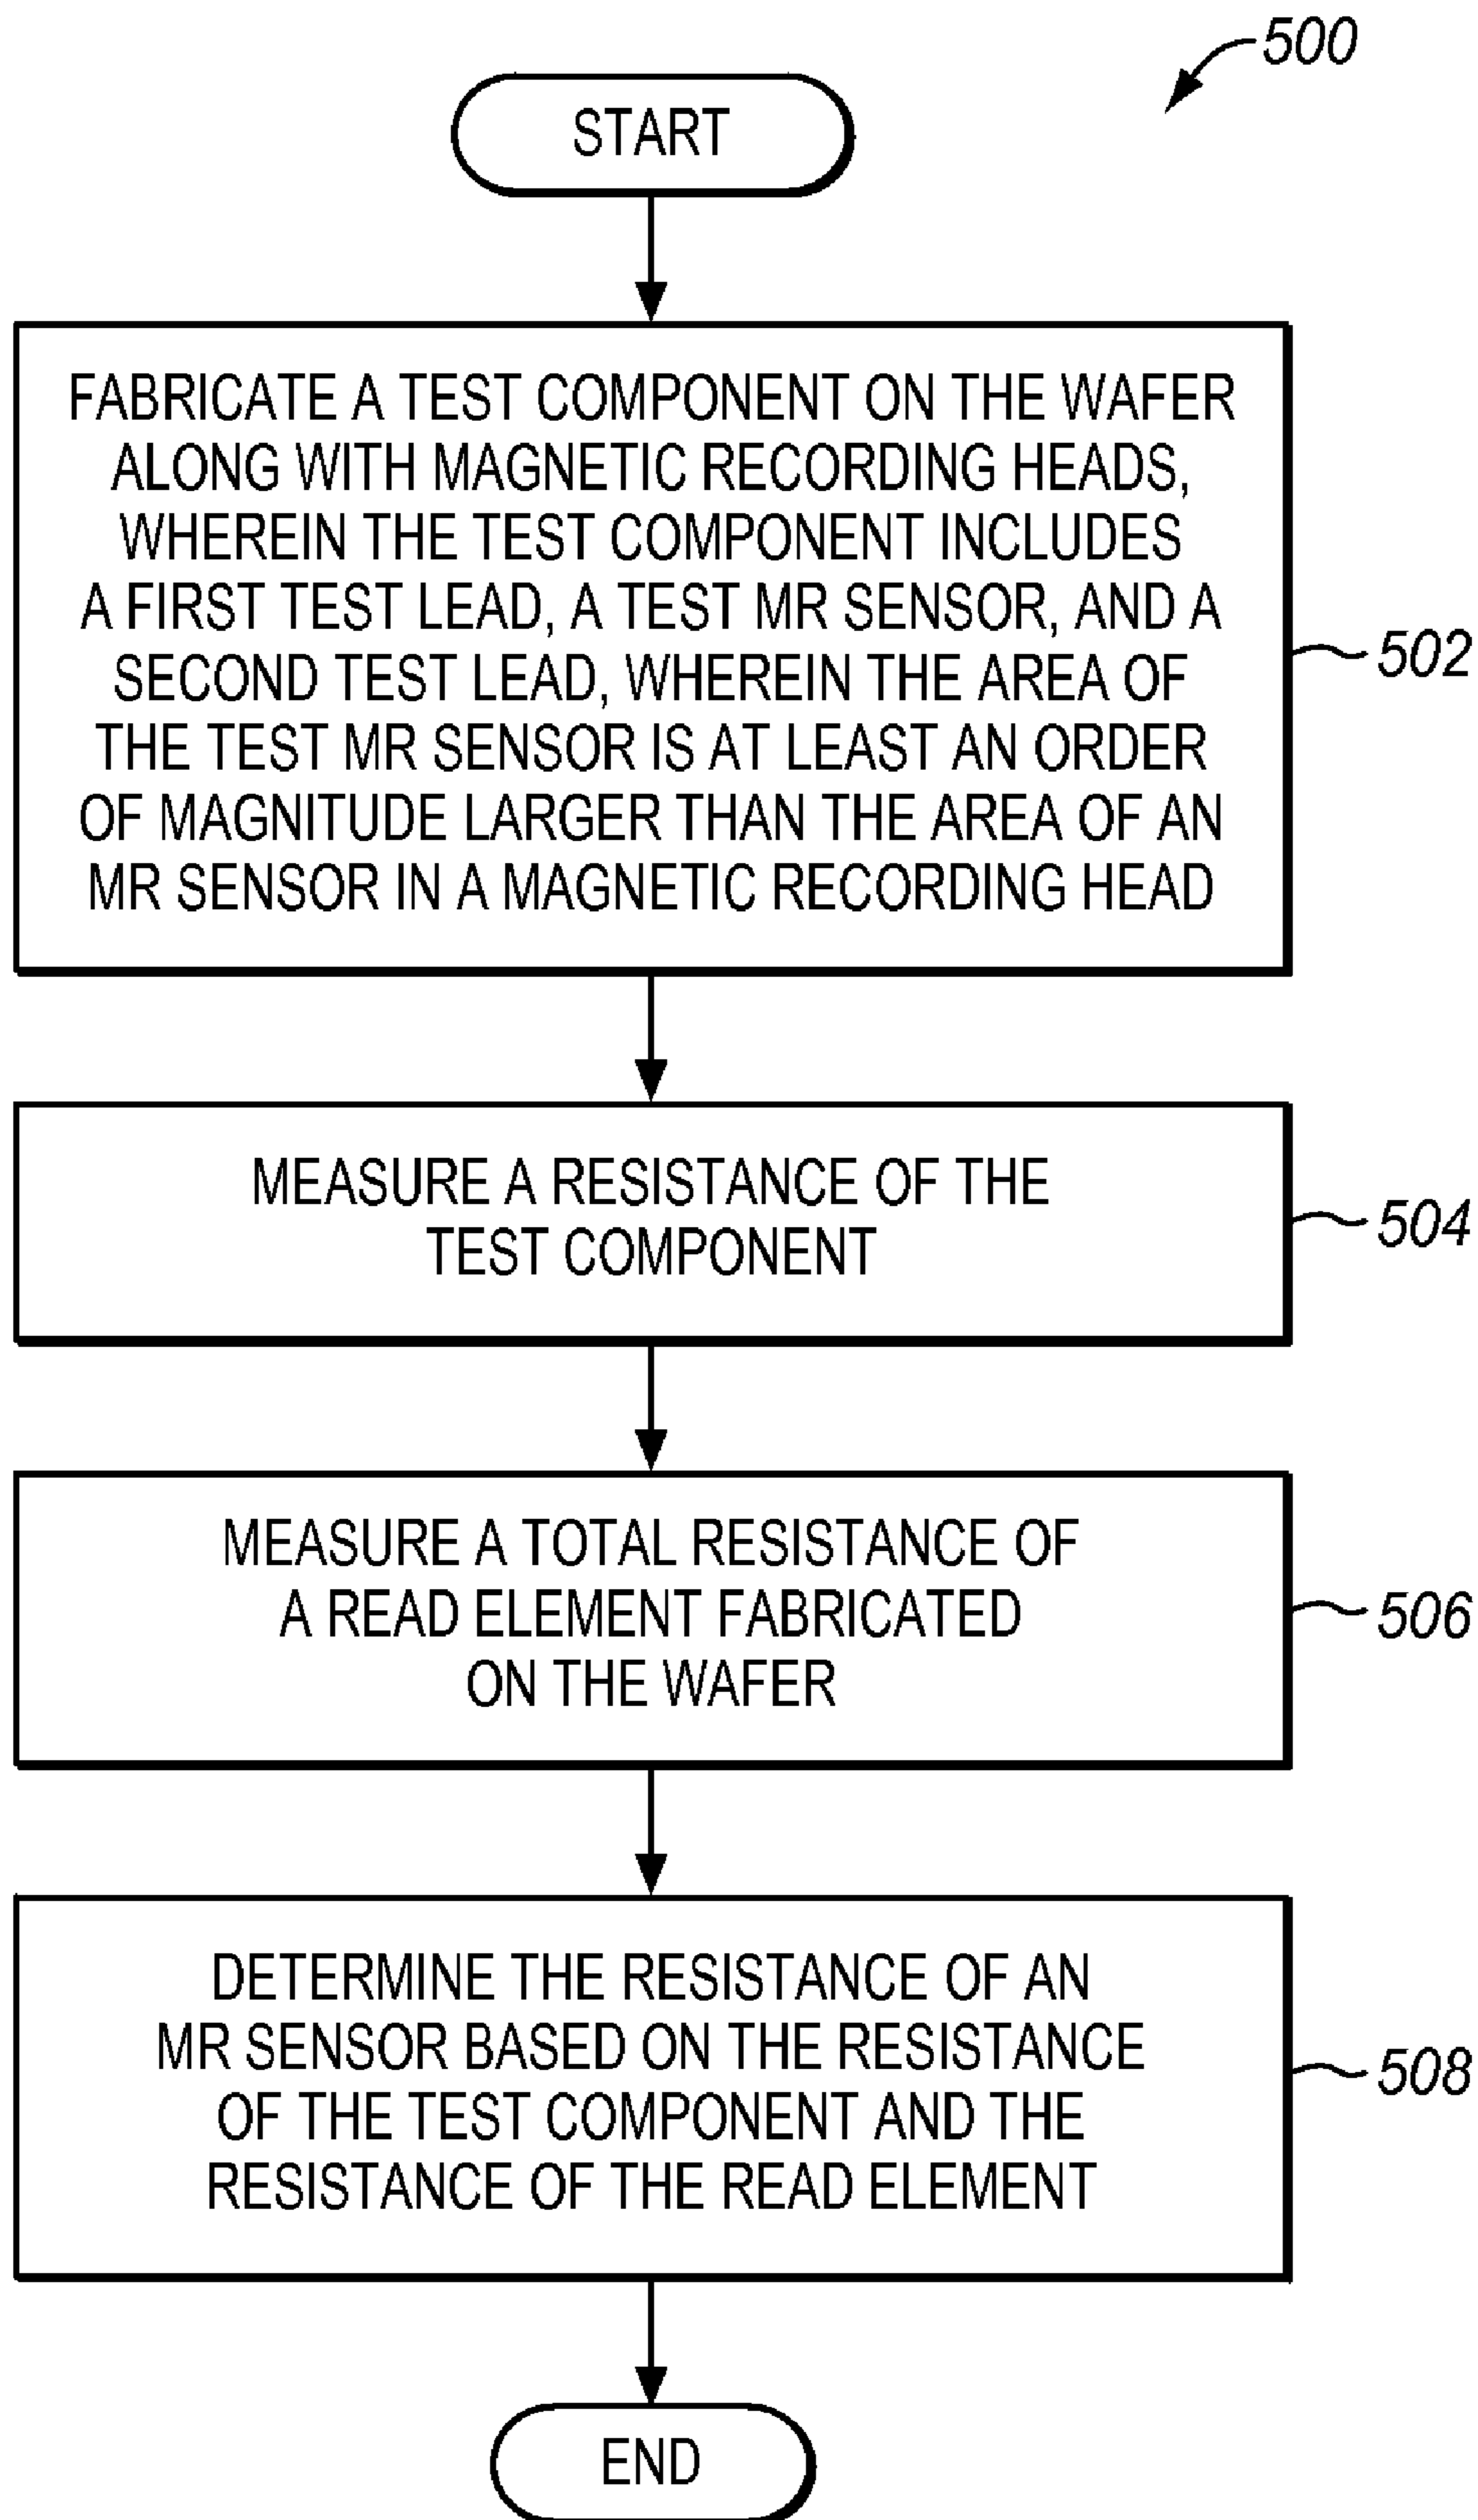 500
START
FABRICATE A TEST COMPONENT ON THE WAFER
ALONG WITH MAGNETIC RECORDING HEADS,
WHEREIN THE TEST COMPONENT INCLUDES
A FIRST TEST LEAD, A TEST MR SENSOR, AND A
SECOND TEST LEAD, WHEREIN THE AREA OF
THE TEST MR SENSOR IS AT LEAST AN ORDER
OF MAGNITUDE LARGER THAN THE AREA OF AN
MR SENSOR IN A MAGNETIC RECORDING HEAD
502
MEASURE A RESISTANCE OF THE
TEST COMPONENT
504
MEASURE A TOTAL RESISTANCE OF
A READ ELEMENT FABRICATED
ON THE WAFER
506
DETERMINE THE RESISTANCE OF AN
MR SENSOR BASED ON THE RESISTANCE
OF THE TEST COMPONENT AND THE
RESISTANCE OF THE READ ELEMENT
508
END